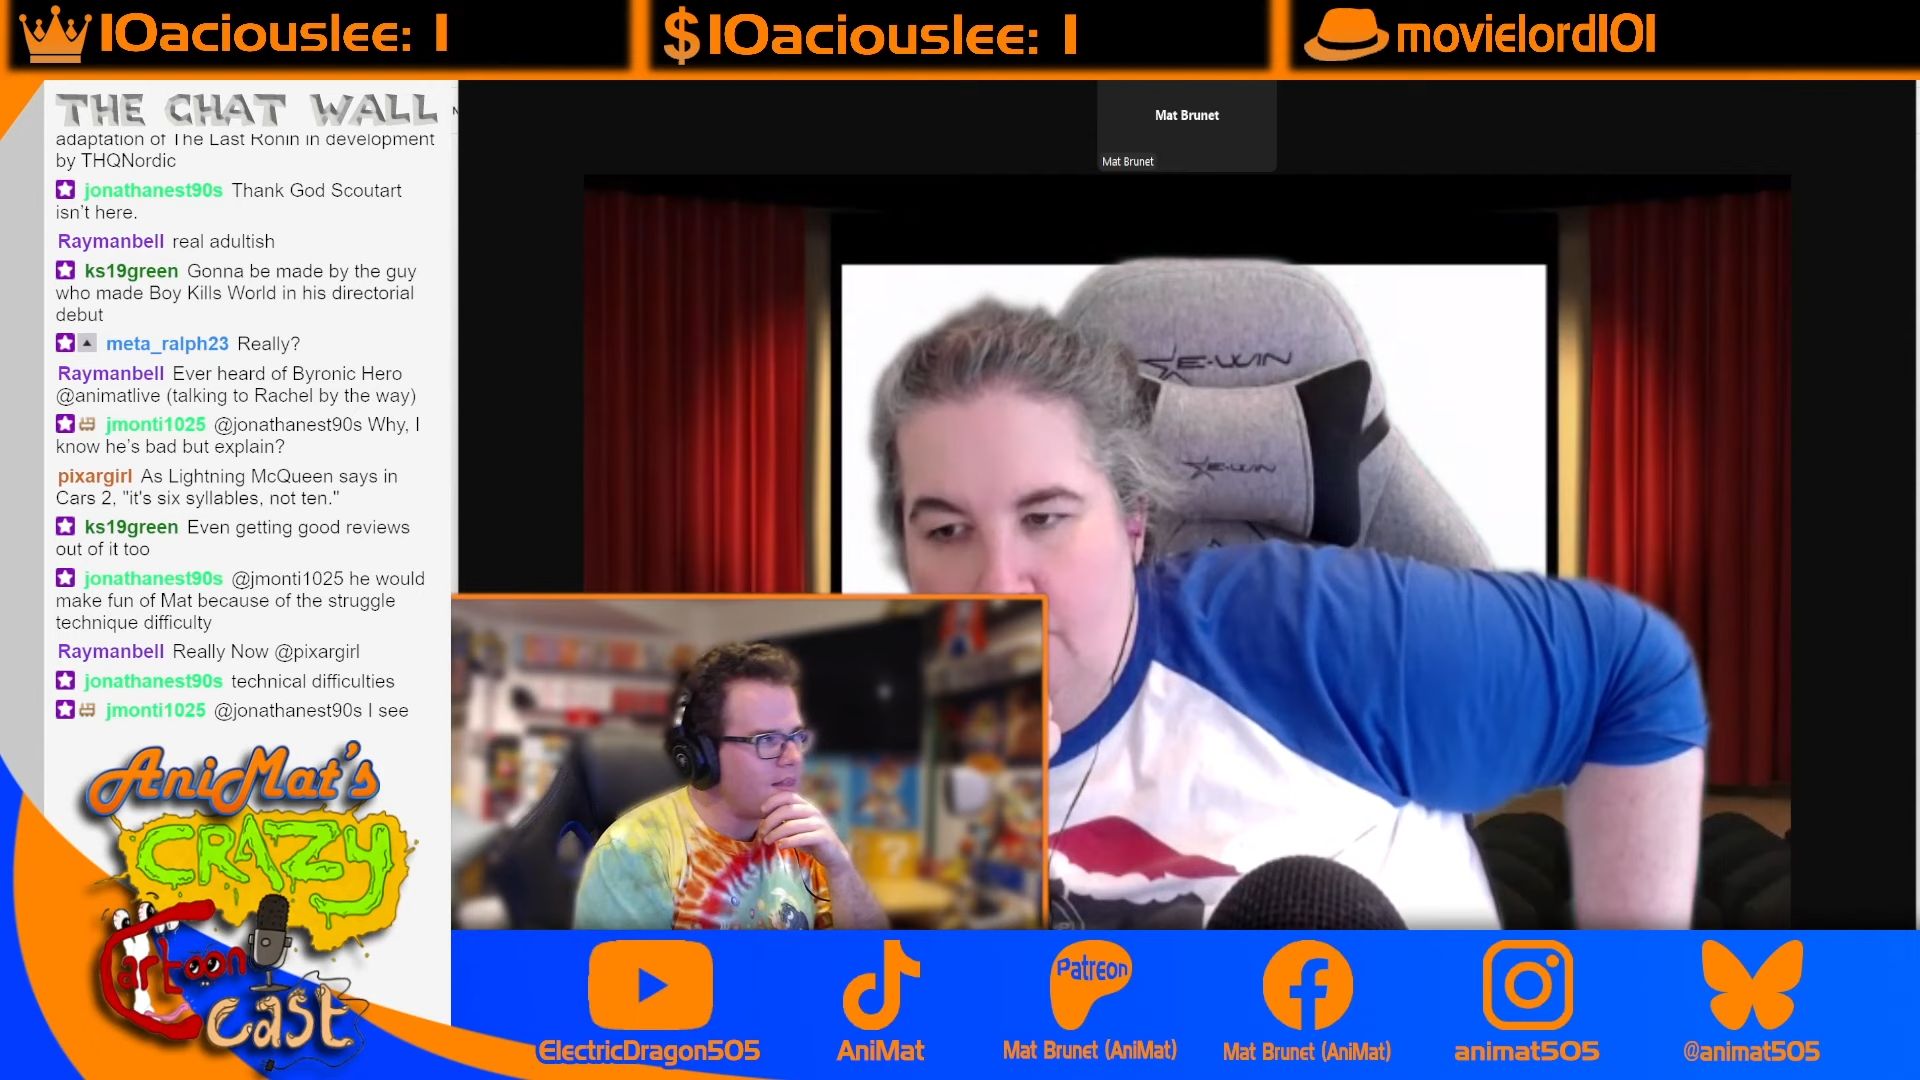 10aciouslee: 1
$10aciouslee: 1
movielord101
THE CHAT WALL
adaptation of The Last Ronin in development
by THQNordic
jonathanest90s Thank God Scoutart
isn't here.
Raymanbell real adultish
ks19green Gonna be made by the guy
who made Boy Kills World in his directorial
debut
meta_ralph23 Really?
Raymanbell Ever heard of Byronic Hero
@animatlive (talking to Rachel by the way)
jmonti1025 @jonathanest90s Why, I
know he's bad but explain?
pixargirl As Lightning McQueen says in
Cars 2, "it's six syllables, not ten."
ks19green Even getting good reviews
out of it too
jonathanest90s @jmonti1025 he would
make fun of Mat because of the struggle
technique difficulty
Raymanbell Really Now @pixargirl
jonathanest90s technical difficulties
jmonti1025 @jonathanest90s I see
AniMat's
CRAZY
Cartoon
Cast
Mat Brunet
Mat Brunet
E-WIN
E-WIN
?
Patreon
ElectricDragon505
AniMat
Mat Brunet (AniMat)
Mat Brunet (AniMat)
animat505
@animat505